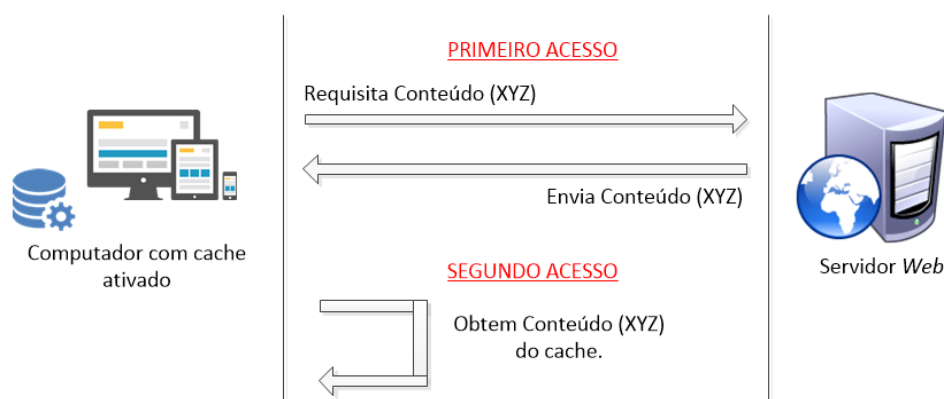 PRIMEIRO ACESSO
Requisita Conteúdo (XYZ)
Envia Conteúdo (XYZ)
Computador com cache
ativado
Servidor Web
SEGUNDO ACESSO
Obtem Conteúdo (XYZ)
do cache.